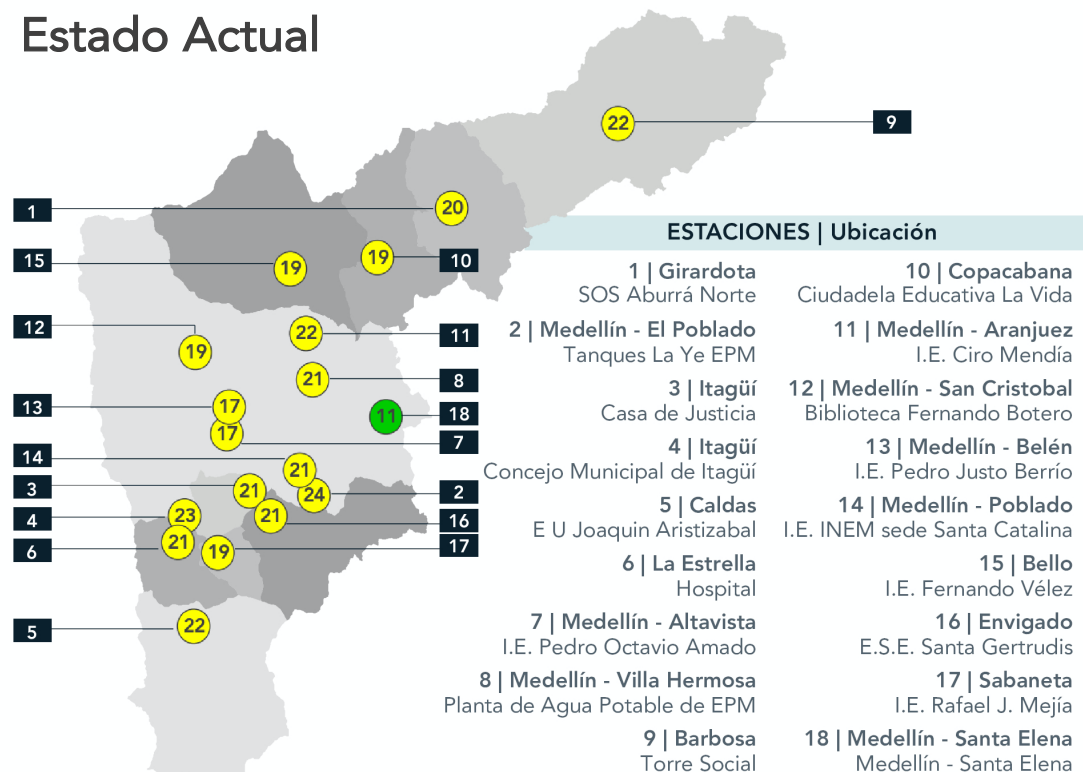 Estado Actual
22
9
20
1
19
10
15
19
12
19
22
11
21
8
13
17
11
18
17
7
14
21
3
21
24
2
4
23
21
16
6
21
19
17
5
22
ESTACIONES | Ubicación
1 | Girardota
SOS Aburrá Norte
2 | Medellín - El Poblado
Tanques La Ye EPM
3 | Itagüí
Casa de Justicia
4 | Itagüí
Concejo Municipal de Itagüí
5 | Caldas
E U Joaquin Aristizabal
6 | La Estrella
Hospital
7 | Medellín - Altavista
I.E. Pedro Octavio Amado
8 | Medellín - Villa Hermosa
Planta de Agua Potable de EPM
9 | Barbosa
Torre Social
10 | Copacabana
Ciudadela Educativa La Vida
11 | Medellín - Aranjuez
I.E. Ciro Mendía
12 | Medellín - San Cristobal
Biblioteca Fernando Botero
13 | Medellín - Belén
I.E. Pedro Justo Berrío
14 | Medellín - Poblado
I.E. INEM sede Santa Catalina
15 | Bello
I.E. Fernando Vélez
16 | Envigado
E.S.E. Santa Gertrudis
17 | Sabaneta
I.E. Rafael J. Mejía
18 | Medellín - Santa Elena
Medellín - Santa Elena